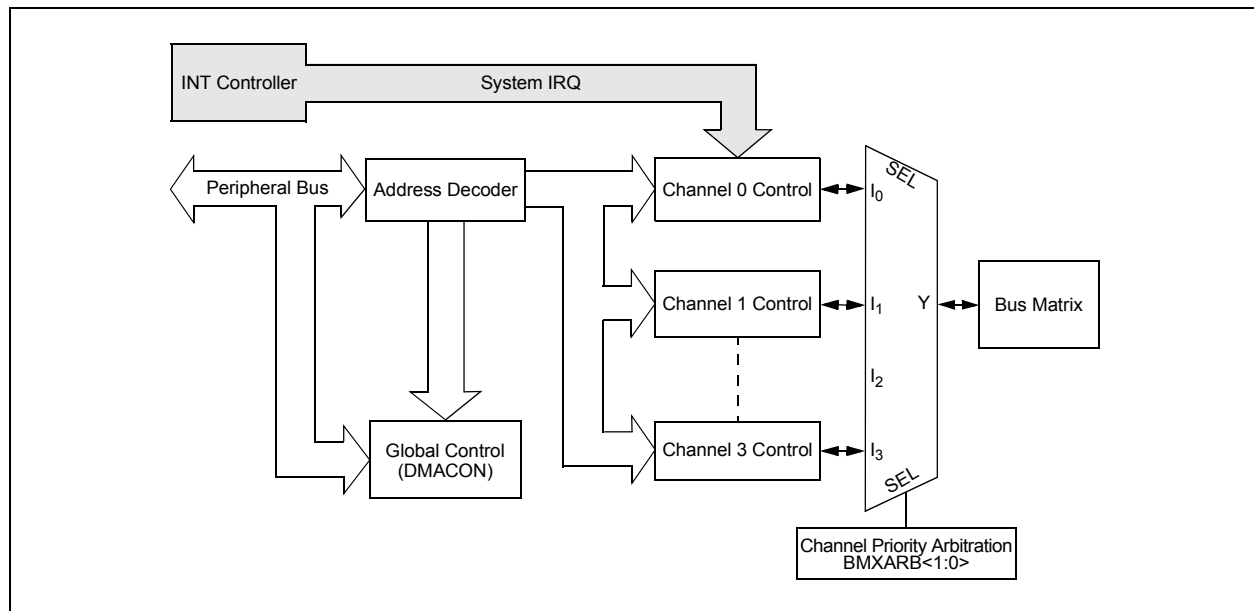 INT Controller
System IRQ
Peripheral Bus
Address Decoder
Channel 0 Control
SEL
I0
Channel 1 Control
I1
Y
Bus Matrix
I2
Global Control
(DMACON)
Channel 3 Control
I3
SEL
Channel Priority Arbitration
BMXARB<1:0>